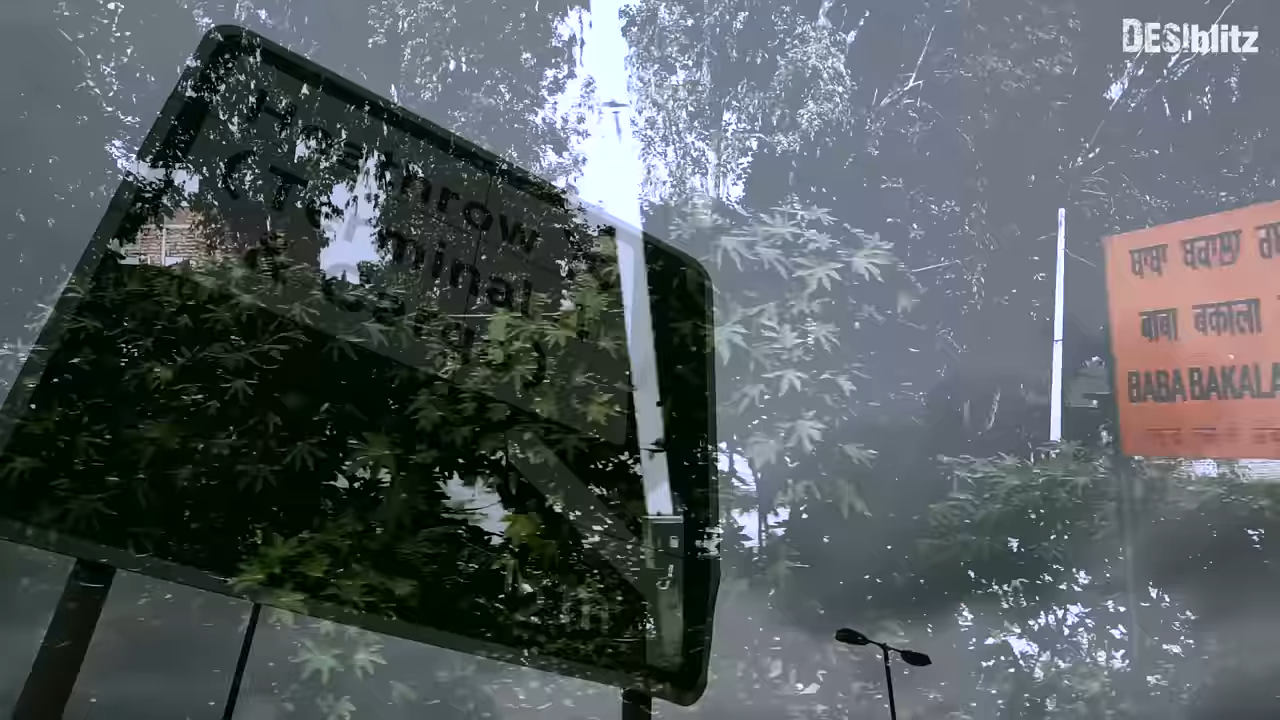 DESIblitz
Heathrow
(Terminal
ਬਾਬਾ ਬਕਾਲਾ
बाबा बकाला
BABA BAKALA